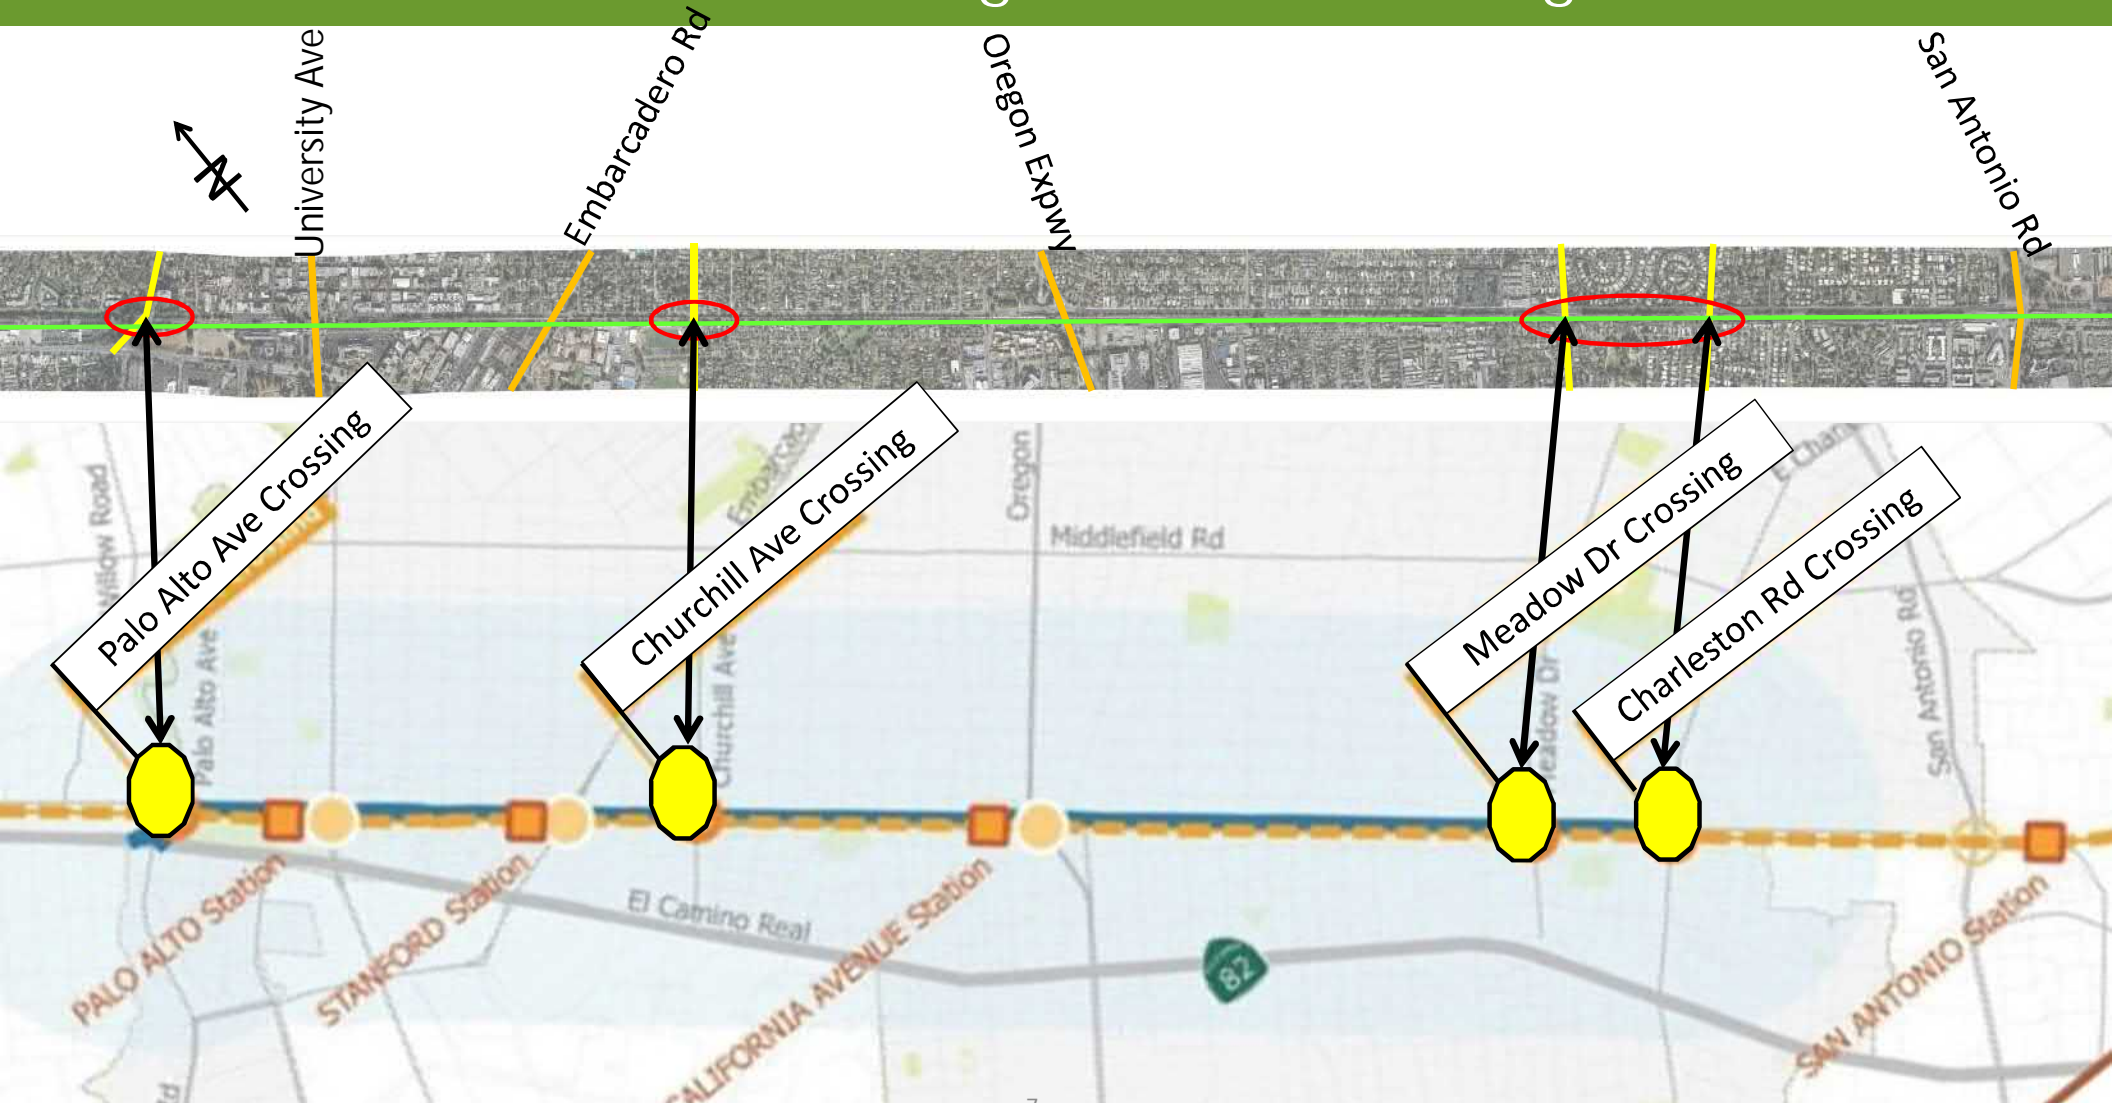 University Ave
Embarcadero Rd
Oregon Expwy
San Antonio Rd
N
Palo Alto Ave Crossing
Churchill Ave Crossing
Meadow Dr Crossing
Charleston Rd Crossing
Willow Road
Oregon
Middlefield Rd
E Char
San Antonio Rd
Palo Alto Ave
Churchill Ave
Meadow Dr
El Camino Real
82
PALO ALTO Station
STANFORD Station
CALIFORNIA AVENUE Station
SAN ANTONIO Station